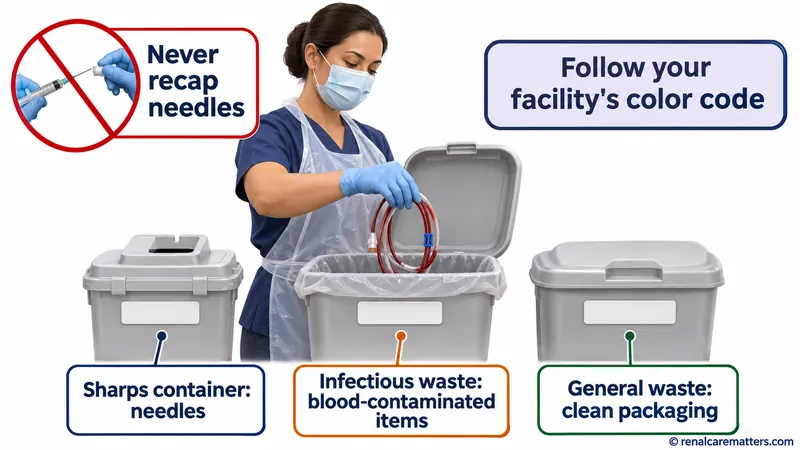 Never
recap
needles
Follow your
facility's color code
Sharps container:
needles
Infectious waste:
blood-contaminated
items
General waste:
clean packaging
© renalcarematters.com